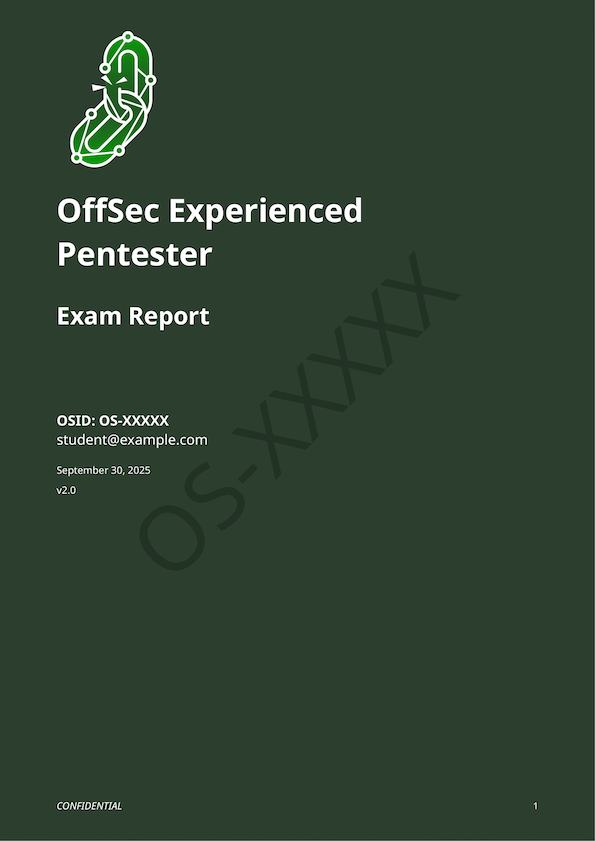 OffSec Experienced
Pentester
Exam Report
OS-XXXXX
OSID: OS-XXXXX
student@example.com
September 30, 2025
v2.0
CONFIDENTIAL
1